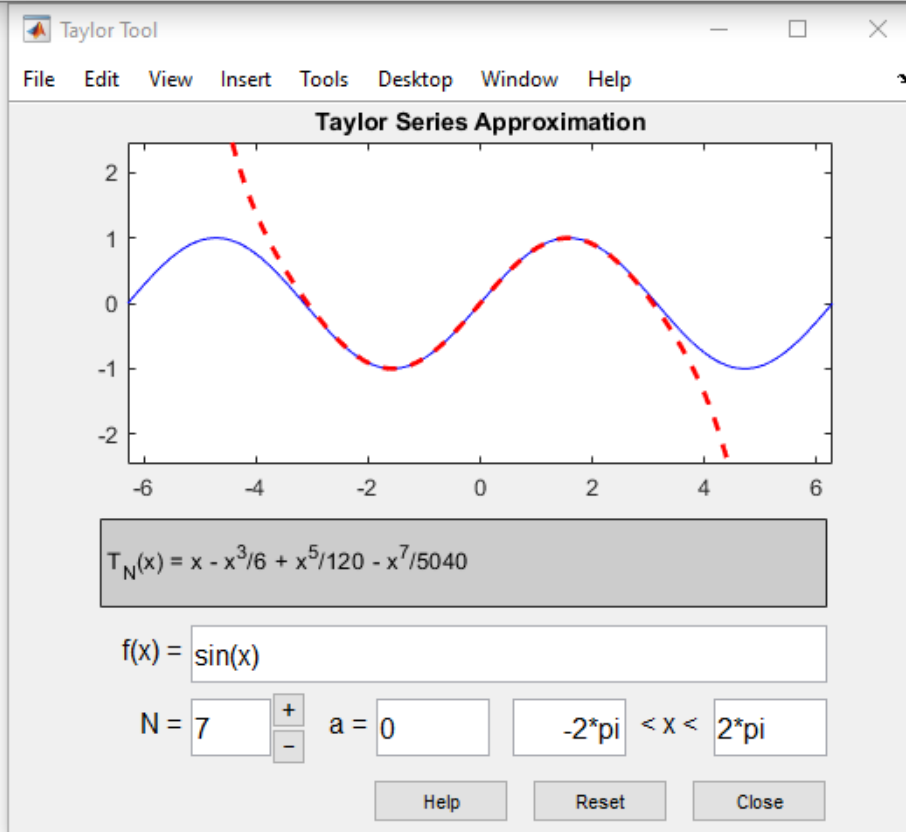 Taylor Tool
File Edit View Insert Tools Desktop Window Help
Taylor Series Approximation
2
1
0
-1
-2
-6 -4 -2 0 2 4 6
T_N(x) = x - x^3/6 + x^5/120 - x^7/5040
f(x) = sin(x)
N = 7 + - a = 0 -2*pi < x < 2*pi
Help Reset Close